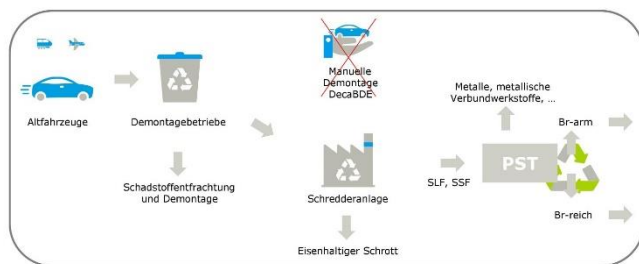 Manuelle
Demontage
DecaBDE
Altfahrzeuge
Demontagebetriebe
Metalle, metallische
Verbundwerkstoffe, ...
Br-arm
PST
SLF, SSF
Schadstoffentfrachtung
und Demontage
Schredderanlage
Br-reich
Eisenhaltiger Schrott